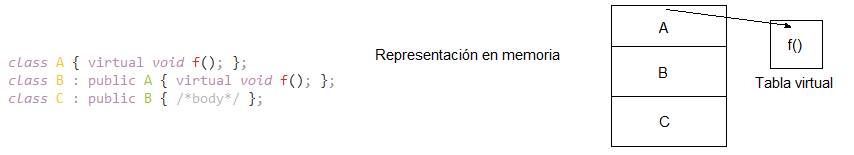 class A { virtual void f(); };
class B : public A { virtual void f(); };
class C : public B { /*body*/ };
Representación en memoria
A
B
C
f()
Tabla virtual